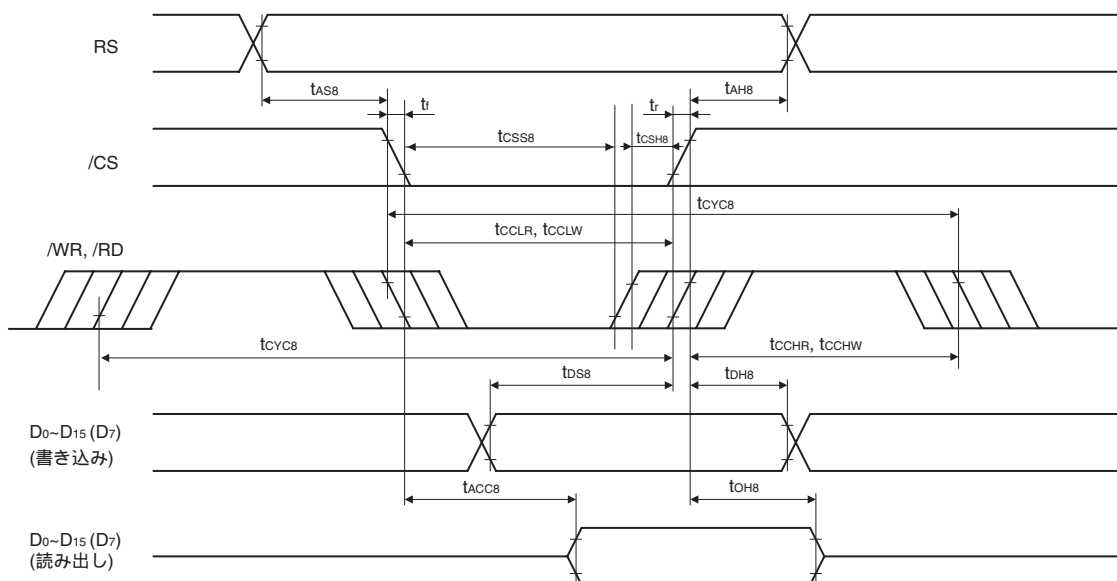 RS
tAS8
tf
tr
tAH8
tCSS8
tCSH8
/CS
tCYC8
tCCLR, tCCLW
/WR, /RD
tCYC8
tCCHR, tCCHW
tDS8
tDH8
D0~D15 (D7)
(書き込み)
tACC8
tOH8
D0~D15 (D7)
(読み出し)